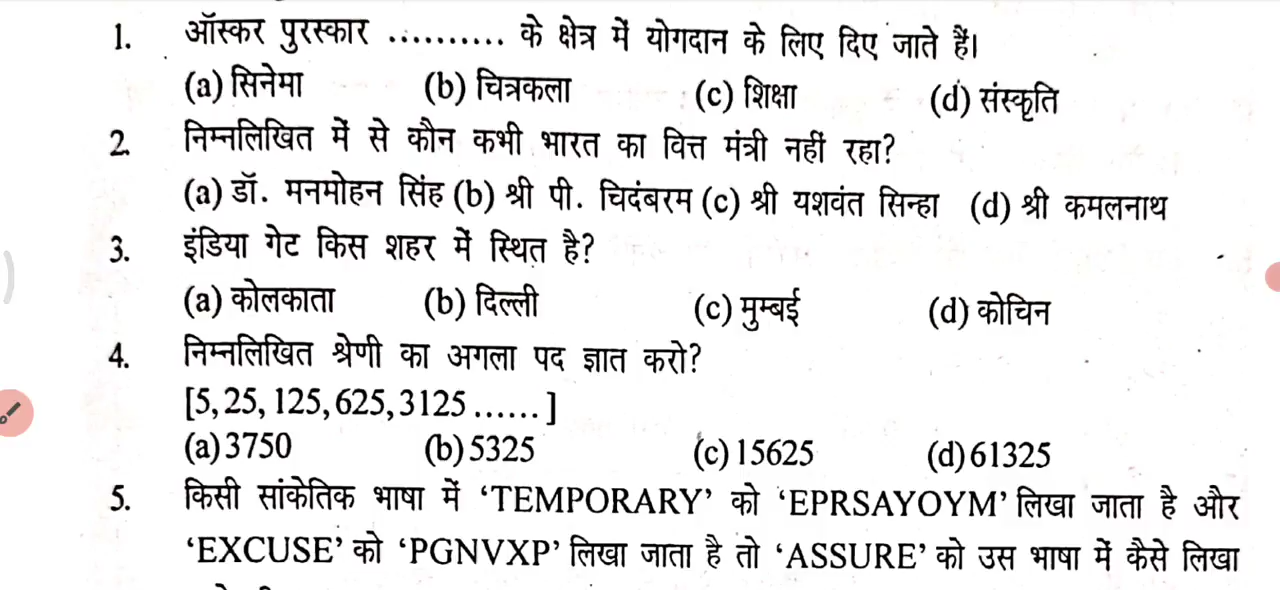 1. ऑस्कर पुरस्कार .......... के क्षेत्र में योगदान के लिए दिए जाते हैं।
(a) सिनेमा (b) चित्रकला (c) शिक्षा (d) संस्कृति
2. निम्नलिखित में से कौन कभी भारत का वित्त मंत्री नहीं रहा?
(a) डॉ. मनमोहन सिंह (b) श्री पी. चिदंबरम (c) श्री यशवंत सिन्हा (d) श्री कमलनाथ
3. इंडिया गेट किस शहर में स्थित है?
(a) कोलकाता (b) दिल्ली (c) मुम्बई (d) कोचिन
4. निम्नलिखित श्रेणी का अगला पद ज्ञात करो?
[5, 25, 125, 625, 3125 ...... ]
(a) 3750 (b) 5325 (c) 15625 (d) 61325
5. किसी सांकेतिक भाषा में ‘TEMPORARY’ को ‘EPRSAYOYM’ लिखा जाता है और
‘EXCUSE’ को ‘PGNVXP’ लिखा जाता है तो ‘ASSURE’ को उस भाषा में कैसे लिखा